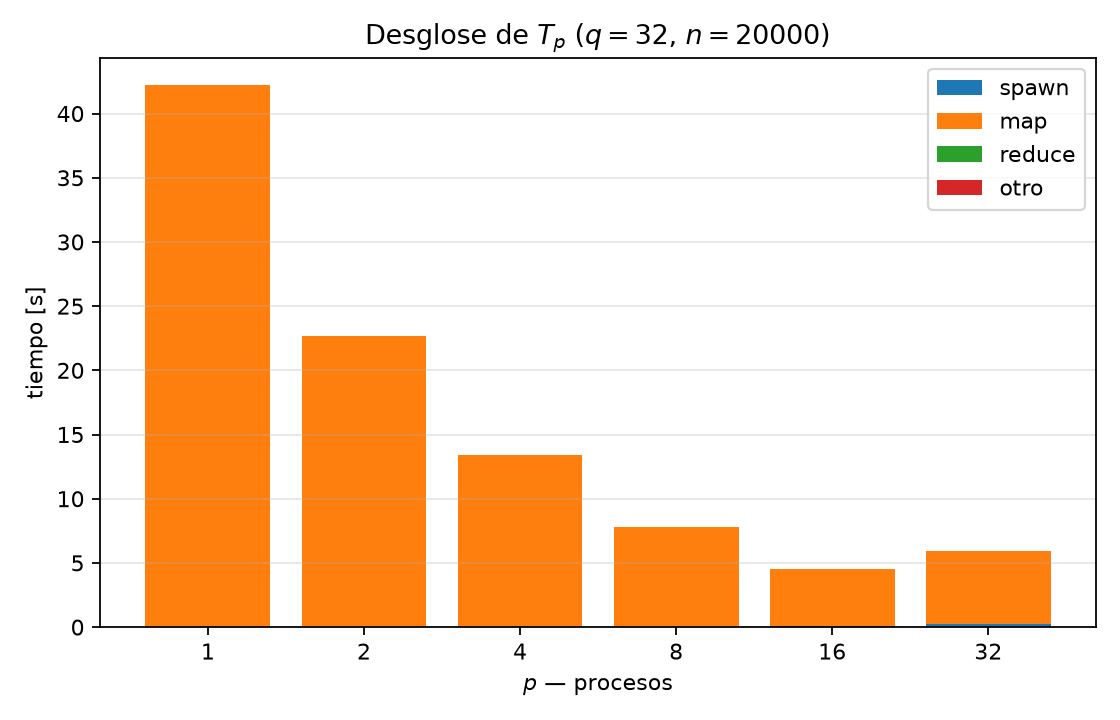 Desglose de Tₚ (q = 32, n = 20000)
spawn
map
reduce
otro
tiempo [s]
40
35
30
25
20
15
10
5
0
1 2 4 8 16 32
p — procesos